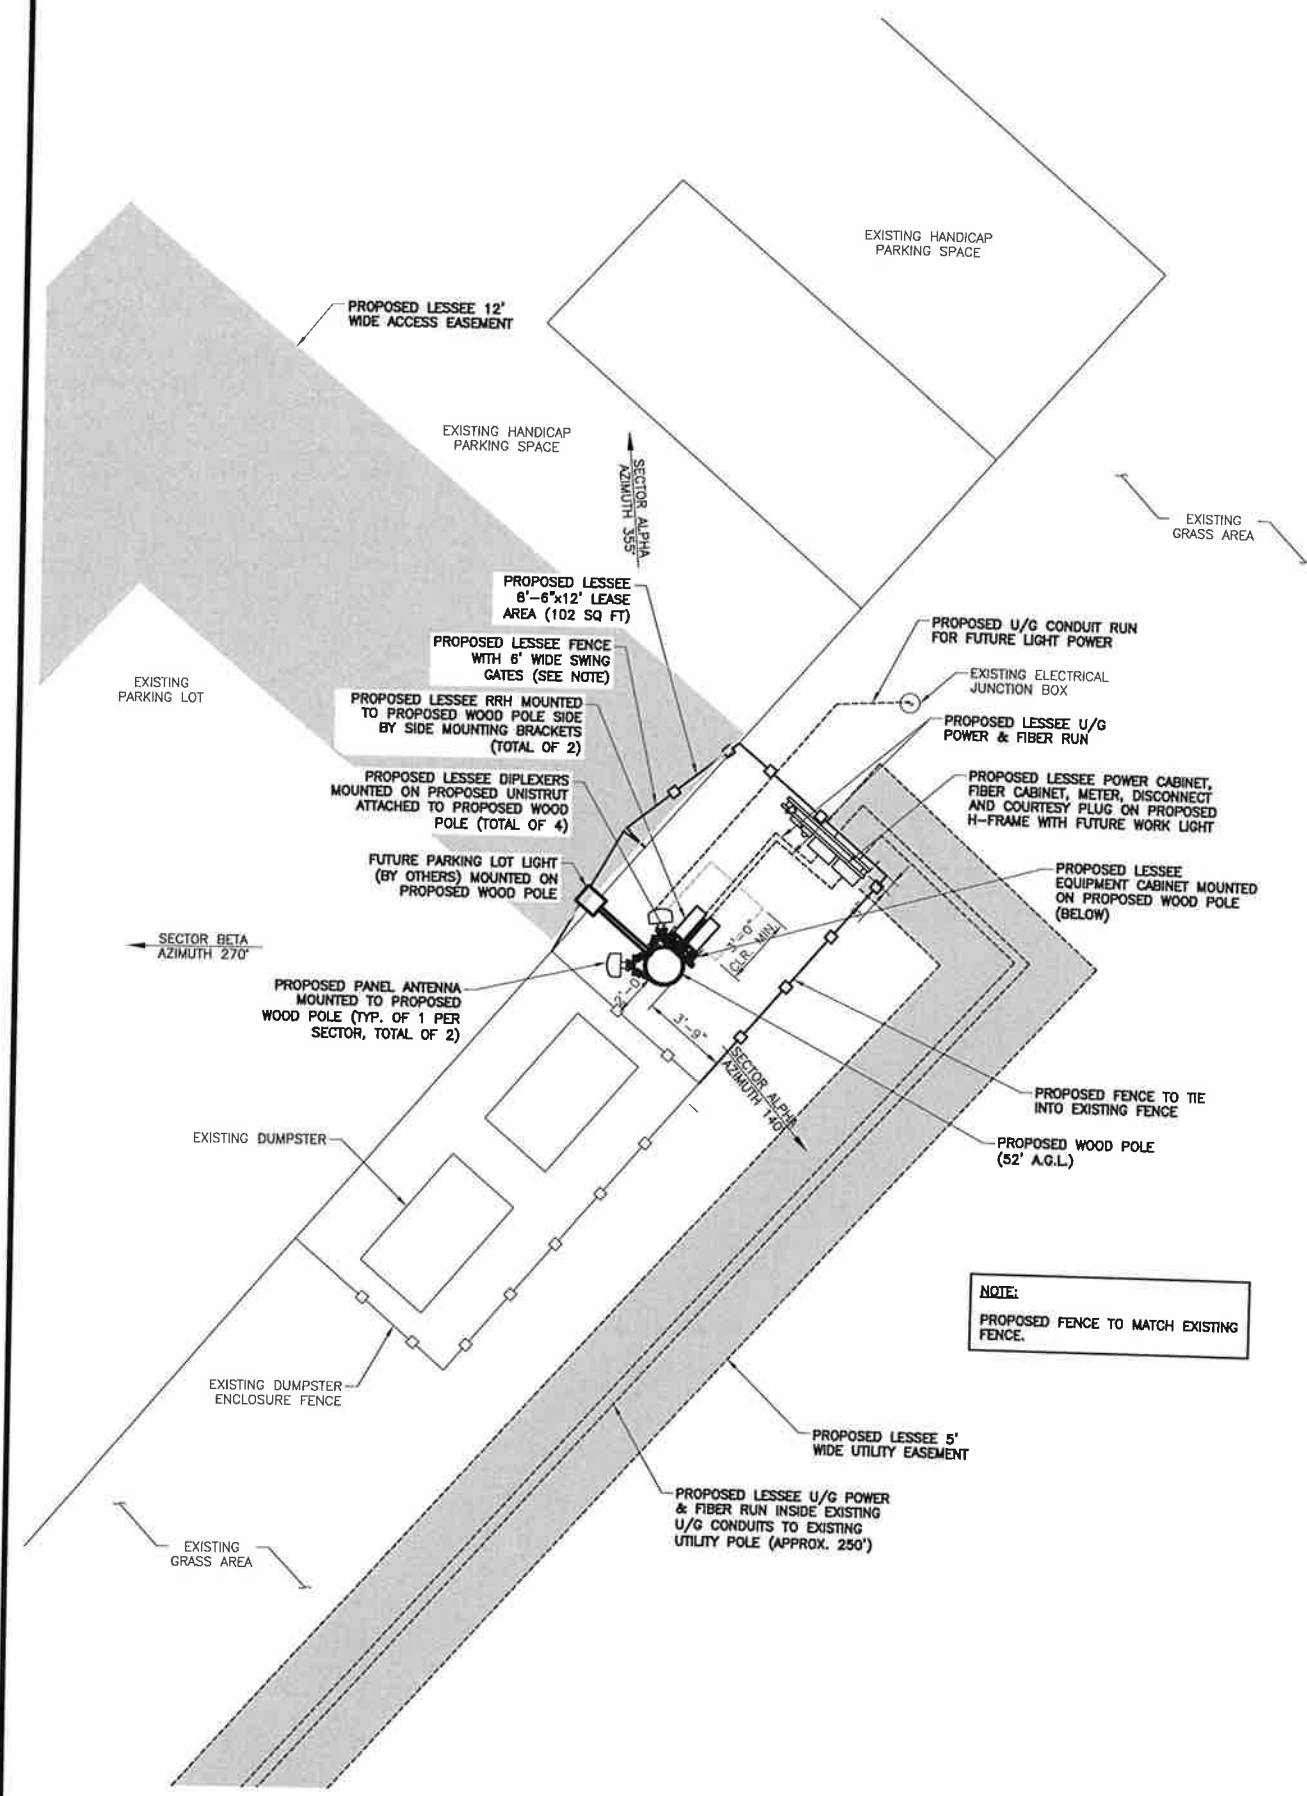 EXISTING HANDICAP
PARKING SPACE
PROPOSED LESSEE 12'
WIDE ACCESS EASEMENT
EXISTING HANDICAP
PARKING SPACE
SECTOR ALPHA
AZIMUTH 355°
EXISTING
GRASS AREA
PROPOSED LESSEE
8'-6"x12' LEASE
AREA (102 SQ FT)
PROPOSED U/G CONDUIT RUN
FOR FUTURE LIGHT POWER
PROPOSED LESSEE FENCE
WITH 6' WIDE SWING
GATES (SEE NOTE)
EXISTING ELECTRICAL
JUNCTION BOX
EXISTING
PARKING LOT
PROPOSED LESSEE RRH MOUNTED
TO PROPOSED WOOD POLE SIDE
BY SIDE MOUNTING BRACKETS
(TOTAL OF 2)
PROPOSED LESSEE U/G
POWER & FIBER RUN
PROPOSED LESSEE DIPLEXERS
MOUNTED ON PROPOSED UNISTRUT
ATTACHED TO PROPOSED WOOD
POLE (TOTAL OF 4)
PROPOSED LESSEE POWER CABINET,
FIBER CABINET, METER, DISCONNECT
AND COURTESY PLUG ON PROPOSED
H-FRAME WITH FUTURE WORK LIGHT
FUTURE PARKING LOT LIGHT
(BY OTHERS) MOUNTED ON
PROPOSED WOOD POLE
PROPOSED LESSEE
EQUIPMENT CABINET MOUNTED
ON PROPOSED WOOD POLE
(BELOW)
3'-0"
CLR. MIN.
SECTOR BETA
AZIMUTH 270°
PROPOSED PANEL ANTENNA
MOUNTED TO PROPOSED
WOOD POLE (TYP. OF 1 PER
SECTOR, TOTAL OF 2)
2'-0"
3'-9"
SECTOR ALPHA
AZIMUTH 140°
PROPOSED FENCE TO TIE
INTO EXISTING FENCE
EXISTING DUMPSTER
PROPOSED WOOD POLE
(52' A.G.L.)
NOTE:
PROPOSED FENCE TO MATCH EXISTING
FENCE.
EXISTING DUMPSTER
ENCLOSURE FENCE
PROPOSED LESSEE 5'
WIDE UTILITY EASEMENT
PROPOSED LESSEE U/G POWER
& FIBER RUN INSIDE EXISTING
U/G CONDUITS TO EXISTING
UTILITY POLE (APPROX. 250')
EXISTING
GRASS AREA